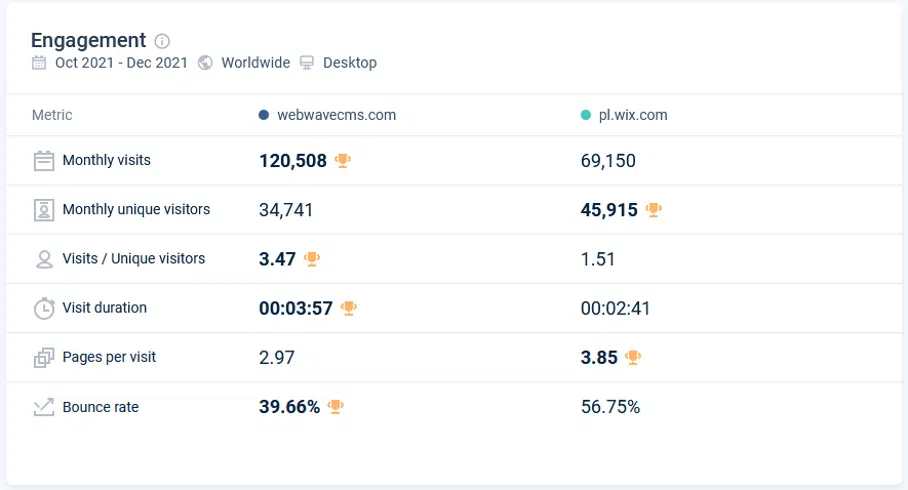 Engagement
Oct 2021 - Dec 2021 Worldwide Desktop
Metric webwavecms.com pl.wix.com
Monthly visits 120,508 69,150
Monthly unique visitors 34,741 45,915
Visits / Unique visitors 3.47 1.51
Visit duration 00:03:57 00:02:41
Pages per visit 2.97 3.85
Bounce rate 39.66% 56.75%